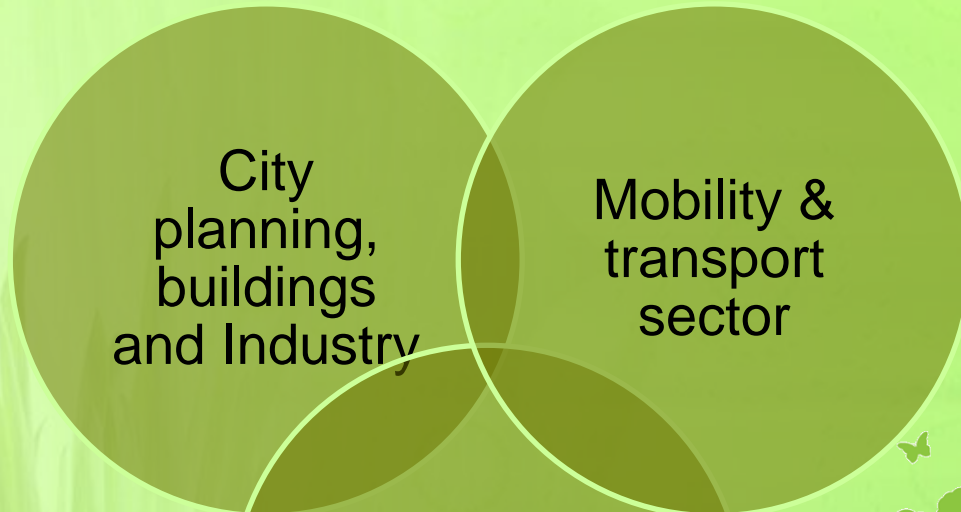 City
planning,
buildings
and Industry
Mobility &
transport
sector